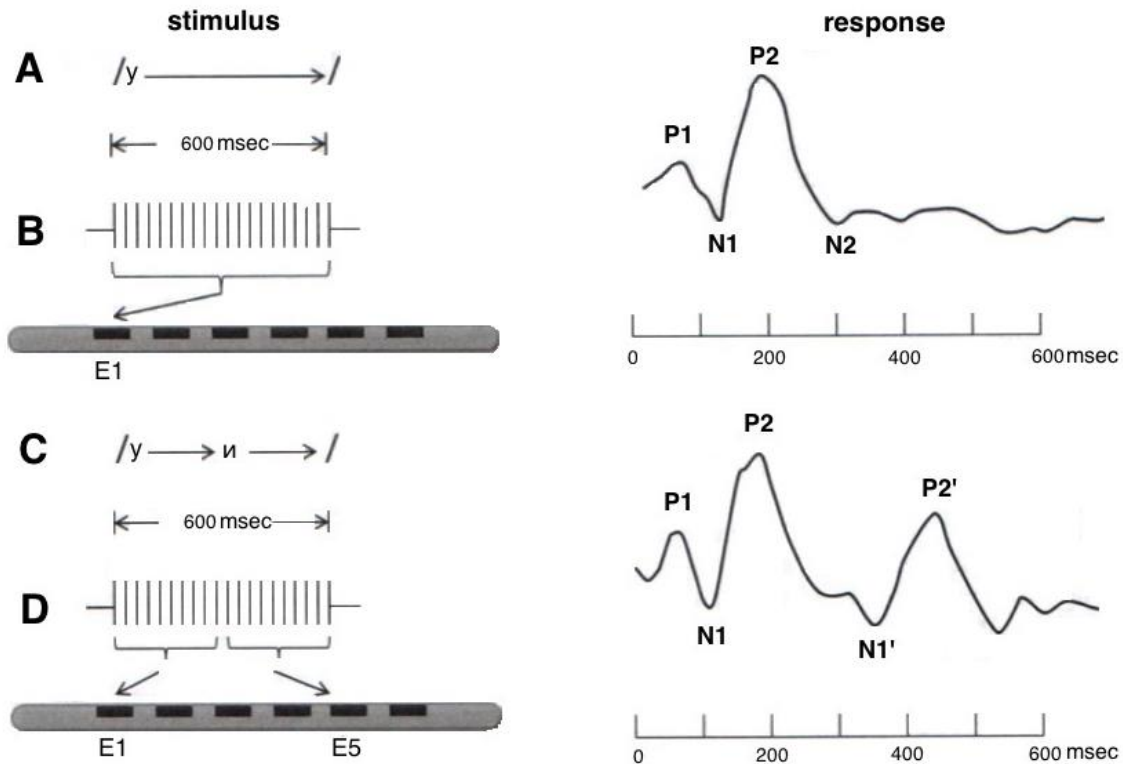 stimulus
response
A
/y → /
600 msec
B
E1
P1
P2
N1
N2
0
200
400
600 msec
C
/y → и → /
600 msec
D
E1
E5
P1
P2
P2'
N1
N1'
0
200
400
600 msec